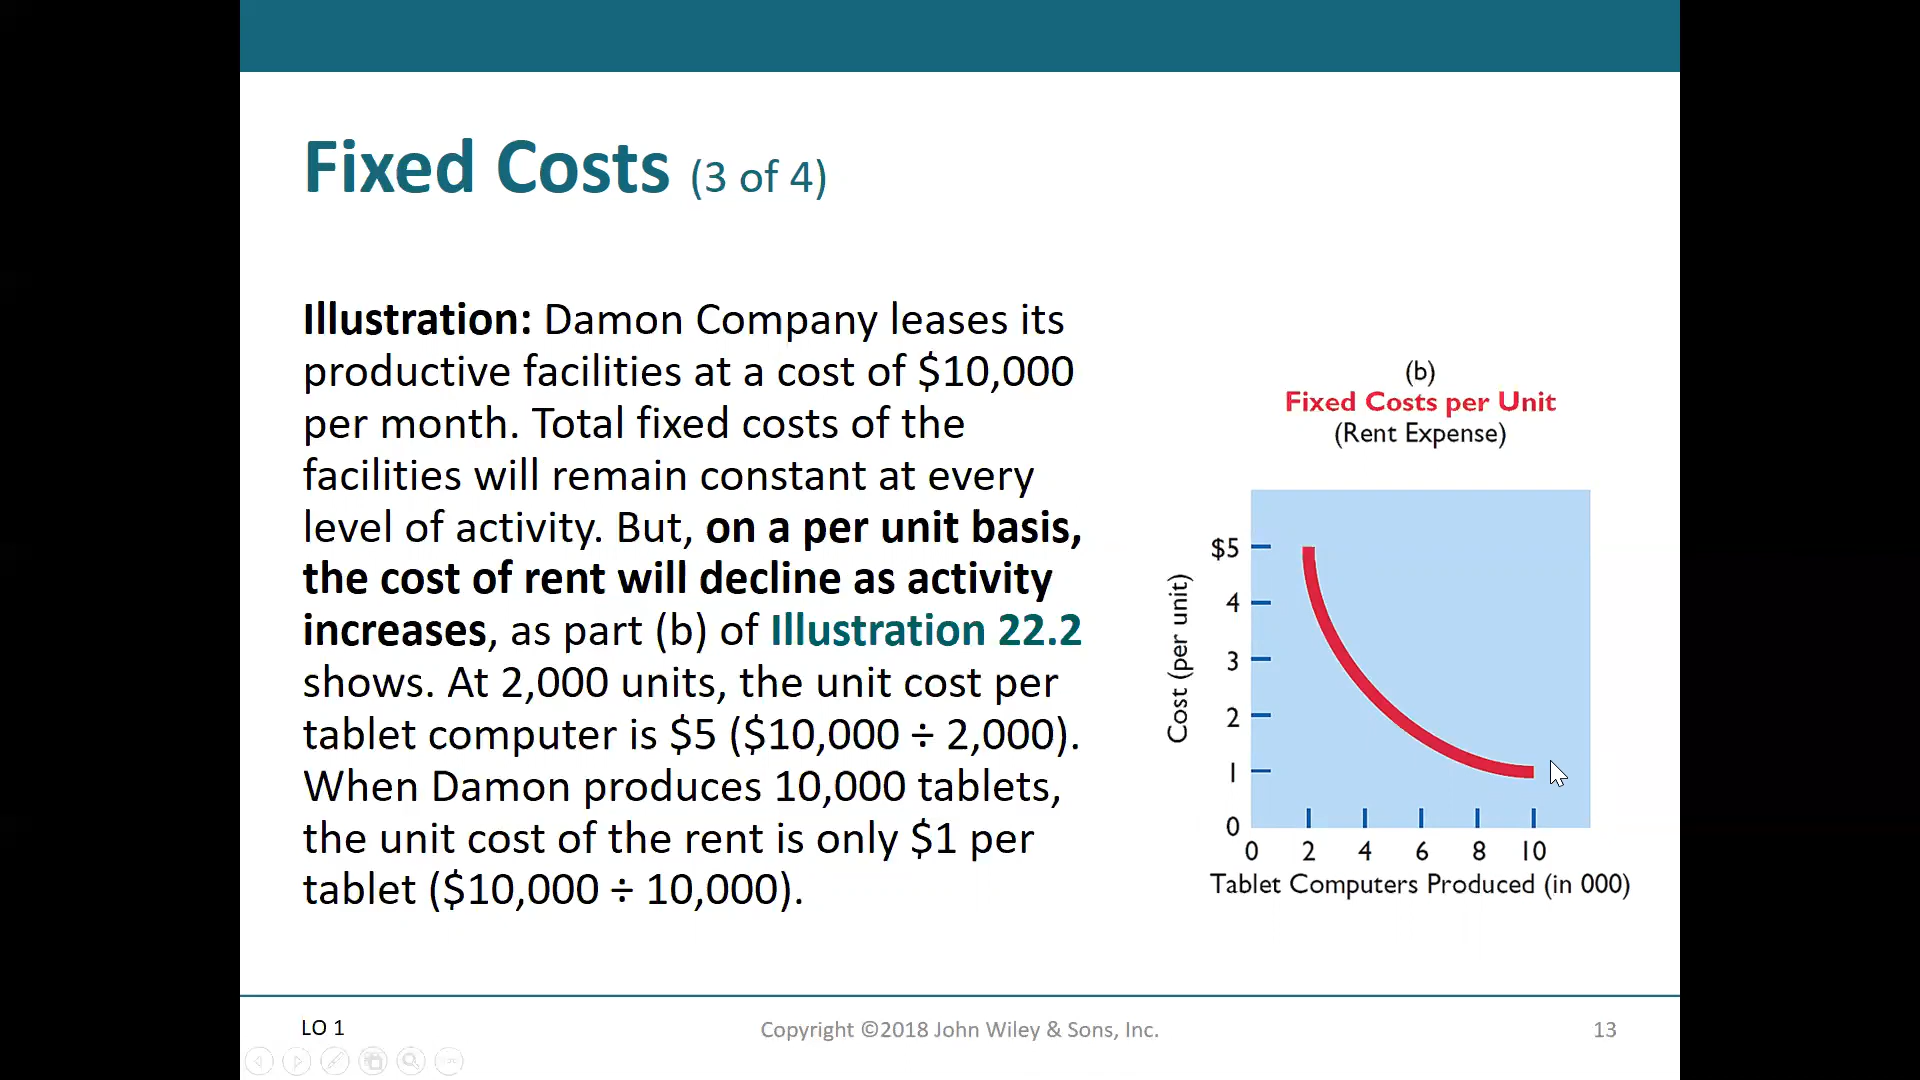 Fixed Costs (3 of 4)
Illustration: Damon Company leases its
productive facilities at a cost of $10,000
per month. Total fixed costs of the
facilities will remain constant at every
level of activity. But, on a per unit basis,
the cost of rent will decline as activity
increases, as part (b) of Illustration 22.2
shows. At 2,000 units, the unit cost per
tablet computer is $5 ($10,000 ÷ 2,000).
When Damon produces 10,000 tablets,
the unit cost of the rent is only $1 per
tablet ($10,000 ÷ 10,000).
(b)
Fixed Costs per Unit
(Rent Expense)
Cost (per unit)
$5
4
3
2
1
0
0 2 4 6 8 10
Tablet Computers Produced (in 000)
LO 1
Copyright ©2018 John Wiley & Sons, Inc.
13